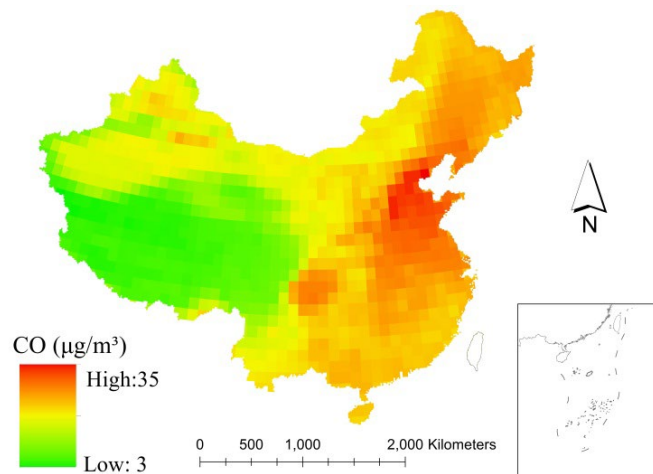 N
CO (μg/m³)
High:35
Low: 3
0 500 1,000 2,000 Kilometers